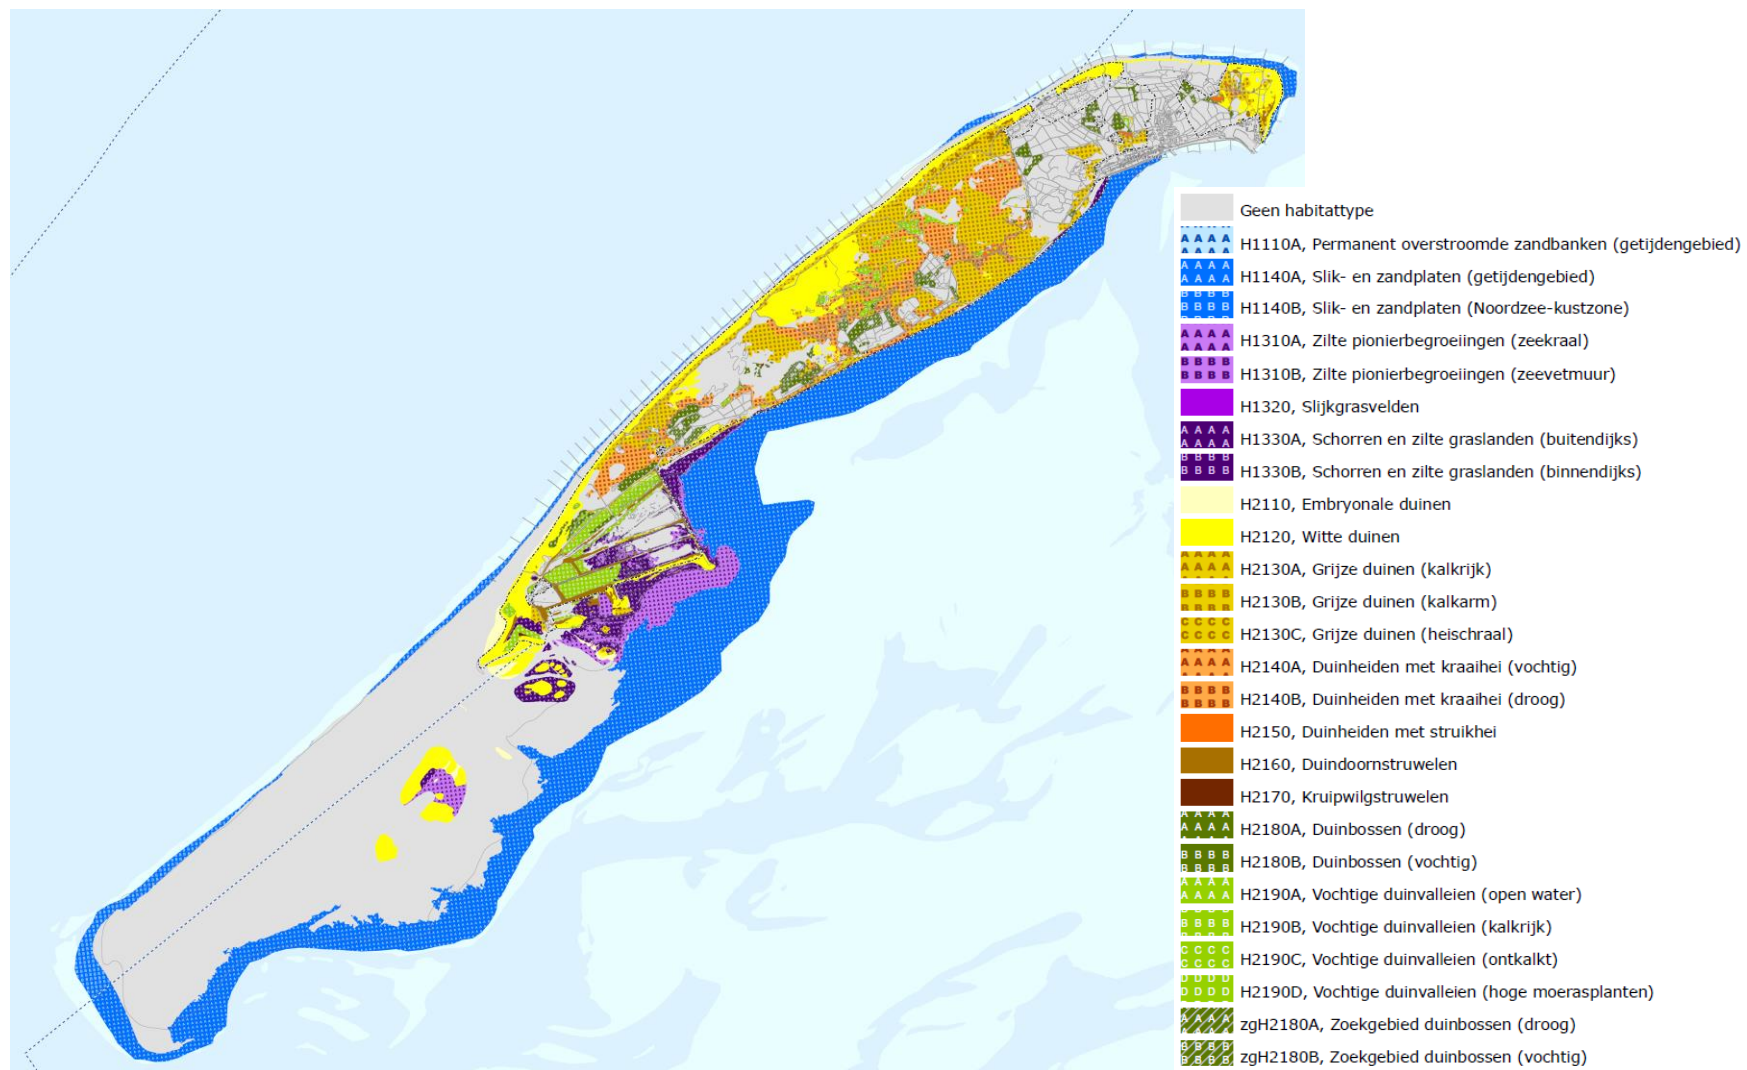 Geen habitattype
H1110A, Permanent overstroomde zandbanken (getijdengebied)
H1140A, Slik- en zandplaten (getijdengebied)
H1140B, Slik- en zandplaten (Noordzee-kustzone)
H1310A, Zilte pionierbegroeiingen (zeekraal)
H1310B, Zilte pionierbegroeiingen (zeevetmuur)
H1320, Slijkgrasvelden
H1330A, Schorren en zilte graslanden (buitendijks)
H1330B, Schorren en zilte graslanden (binnendijks)
H2110, Embryonale duinen
H2120, Witte duinen
H2130A, Grijze duinen (kalkrijk)
H2130B, Grijze duinen (kalkarm)
H2130C, Grijze duinen (heischraal)
H2140A, Duinheiden met kraaihei (vochtig)
H2140B, Duinheiden met kraaihei (droog)
H2150, Duinheiden met struikhei
H2160, Duindoornstruwelen
H2170, Kruipwilgstruwelen
H2180A, Duinbossen (droog)
H2180B, Duinbossen (vochtig)
H2190A, Vochtige duinvalleien (open water)
H2190B, Vochtige duinvalleien (kalkrijk)
H2190C, Vochtige duinvalleien (ontkalkt)
H2190D, Vochtige duinvalleien (hoge moerasplanten)
zgH2180A, Zoekgebied duinbossen (droog)
zgH2180B, Zoekgebied duinbossen (vochtig)